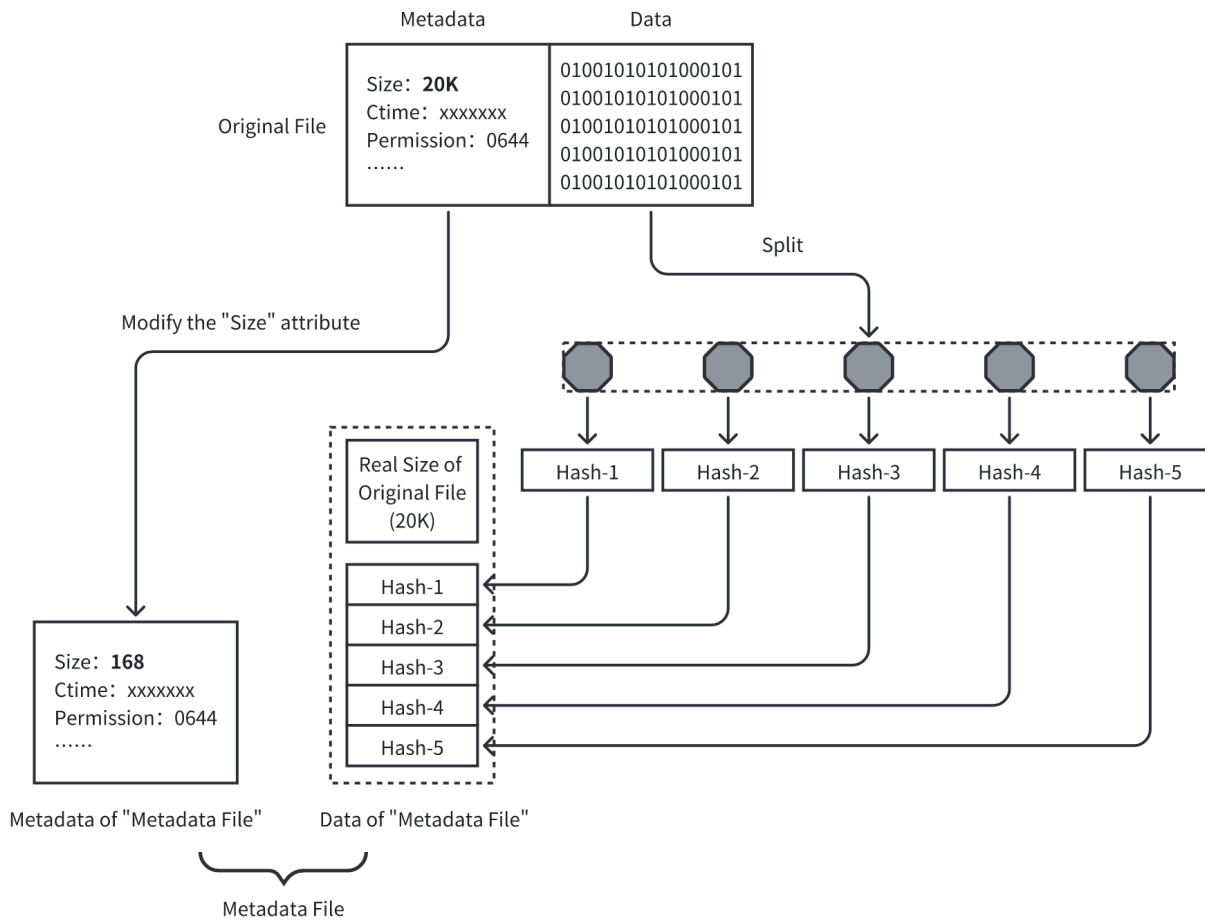 Metadata
Data
Original File
Size：20K
Ctime：xxxxxxx
Permission：0644
……
01001010101000101
01001010101000101
01001010101000101
01001010101000101
01001010101000101
Split
Modify the "Size" attribute
Hash-1
Hash-2
Hash-3
Hash-4
Hash-5
Real Size of
Original File
(20K)
Hash-1
Hash-2
Hash-3
Hash-4
Hash-5
Size：168
Ctime：xxxxxxx
Permission：0644
……
Metadata of "Metadata File"
Data of "Metadata File"
Metadata File